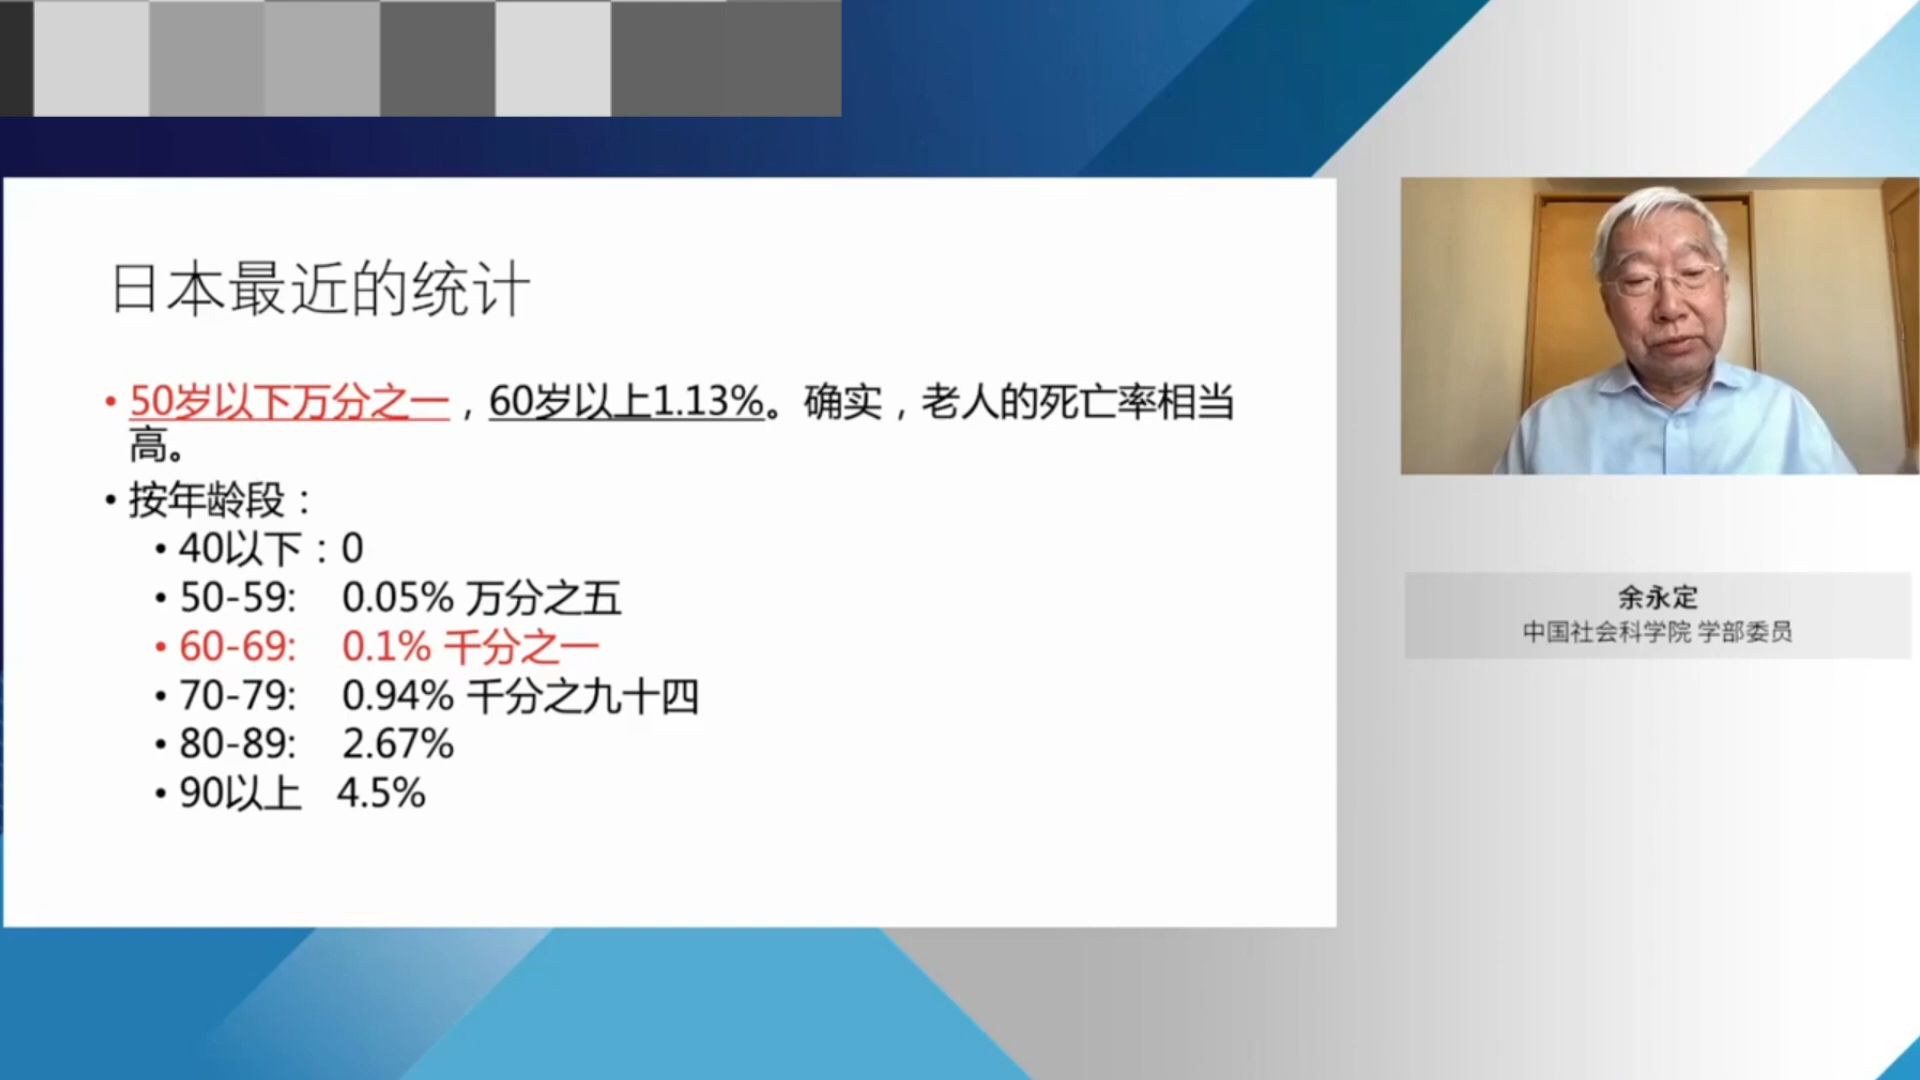 日本最近的统计
• 50岁以下万分之一，60岁以上1.13%。确实，老人的死亡率相当
高。
• 按年龄段：
• 40以下：0
• 50-59: 0.05% 万分之五
• 60-69: 0.1% 千分之一
• 70-79: 0.94% 千分之九十四
• 80-89: 2.67%
• 90以上 4.5%
余永定
中国社会科学院 学部委员